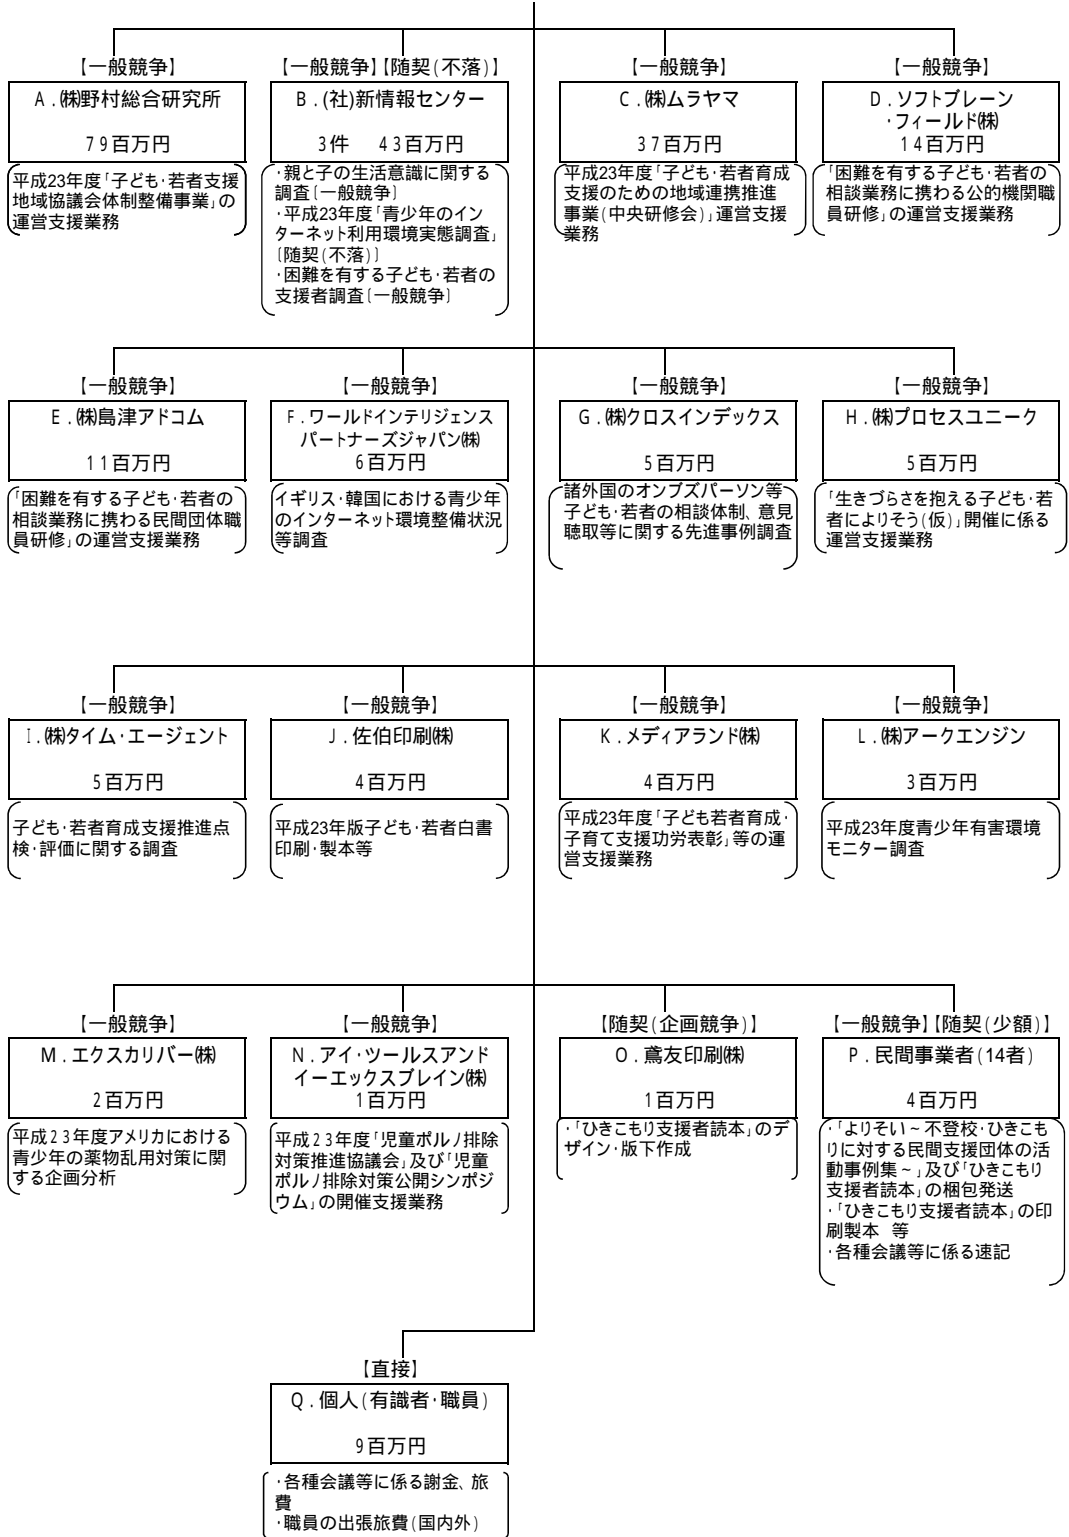 【一般競争】
A．㈱野村総合研究所
79百万円
平成23年度「子ども・若者支援
地域協議会体制整備事業」の
運営支援業務
【一般競争】【随契（不落）】
B．（社）新情報センター
3件　43百万円
・親と子の生活意識に関する
調査〔一般競争〕
・平成23年度「青少年のイン
ターネット利用環境実態調査」
〔随契（不落）〕
・困難を有する子ども・若者の
支援者調査〔一般競争〕
【一般競争】
C．㈱ムラヤマ
37百万円
平成23年度「子ども・若者育成
支援のための地域連携推進
事業（中央研修会）」運営支援
業務
【一般競争】
D．ソフトブレーン
・フィールド㈱
14百万円
「困難を有する子ども・若者の
相談業務に携わる公的機関職
員研修」の運営支援業務
【一般競争】
E．㈱島津アドコム
11百万円
「困難を有する子ども・若者の
相談業務に携わる民間団体職
員研修」の運営支援業務
【一般競争】
F．ワールドインテリジェンス
パートナーズジャパン㈱
6百万円
イギリス・韓国における青少年
のインターネット環境整備状況
等調査
【一般競争】
G．㈱クロスインデックス
5百万円
諸外国のオンブズパーソン等
子ども・若者の相談体制、意見
聴取等に関する先進事例調査
【一般競争】
H．㈱プロセスユニーク
5百万円
「生きづらさを抱える子ども・若
者によりそう（仮）」開催に係る
運営支援業務
【一般競争】
I．㈱タイム・エージェント
5百万円
子ども・若者育成支援推進点
検・評価に関する調査
【一般競争】
J．佐伯印刷㈱
4百万円
平成23年版子ども・若者白書
印刷・製本等
【一般競争】
K．メディアランド㈱
4百万円
平成23年度「子ども若者育成・
子育て支援功労表彰」等の運
営支援業務
【一般競争】
L．㈱アークエンジン
3百万円
平成23年度青少年有害環境
モニター調査
【一般競争】
M．エクスカリバー㈱
2百万円
平成23年度アメリカにおける
青少年の薬物乱用対策に関
する企画分析
【一般競争】
N．アイ・ツールスアンド
イーエックスブレイン㈱
1百万円
平成23年度「児童ポルノ排除
対策推進協議会」及び「児童
ポルノ排除対策公開シンポジ
ウム」の開催支援業務
【随契（企画競争）】
O．鳶友印刷㈱
1百万円
・「ひきこもり支援者読本」のデ
ザイン・版下作成
【一般競争】【随契（少額）】
P．民間事業者（14者）
4百万円
・「よりそい～不登校・ひきこも
りに対する民間支援団体の活
動事例集～」及び「ひきこもり
支援者読本」の梱包発送
・「ひきこもり支援者読本」の印
刷製本　等
・各種会議等に係る速記
【直接】
Q．個人（有識者・職員）
9百万円
・各種会議等に係る謝金、旅
費
・職員の出張旅費（国内外）